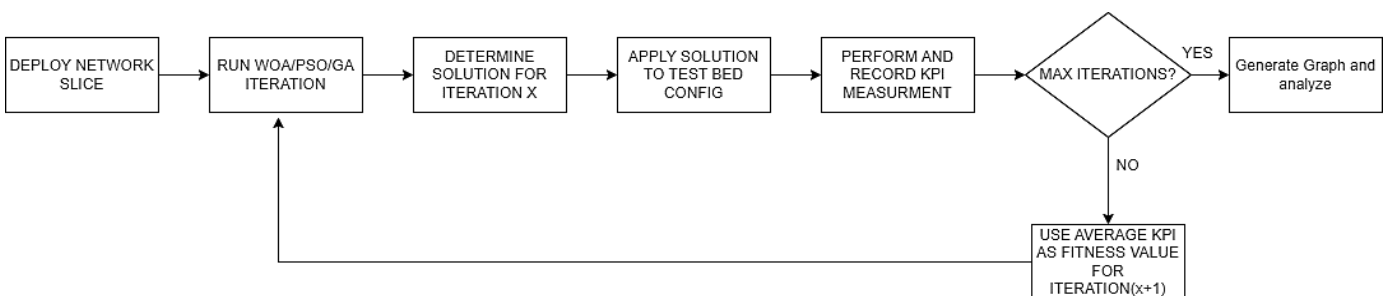 DEPLOY NETWORK
SLICE
RUN WOA/PSO/GA
ITERATION
DETERMINE
SOLUTION FOR
ITERATION X
APPLY SOLUTION
TO TEST BED
CONFIG
PERFORM AND
RECORD KPI
MEASURMENT
MAX ITERATIONS?
YES
Generate Graph and
analyze
NO
USE AVERAGE KPI
AS FITNESS VALUE
FOR
ITERATION(x+1)